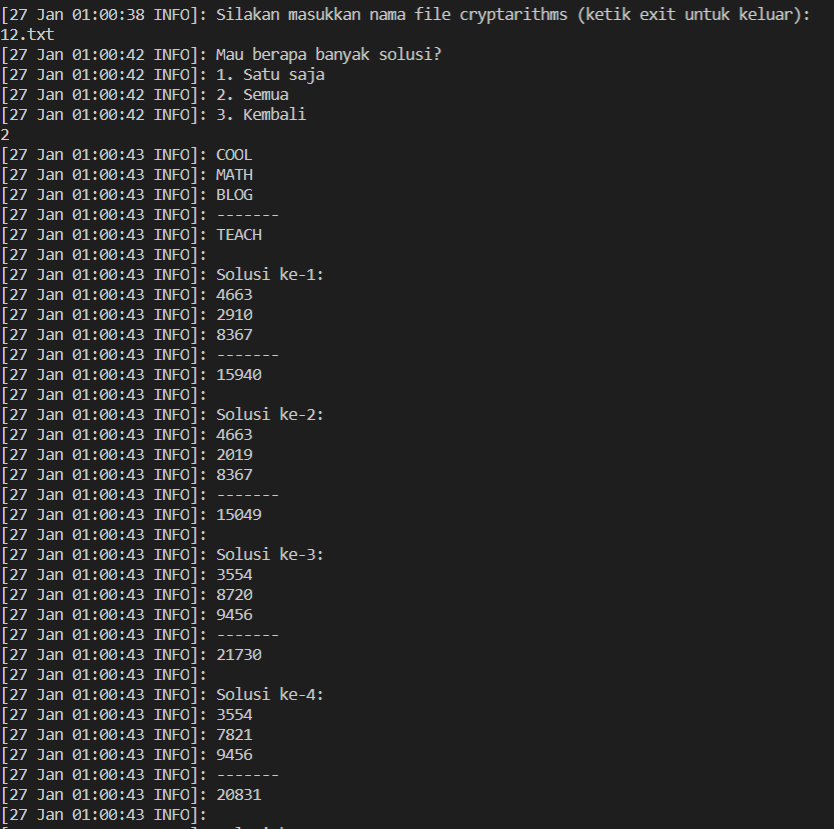 [27 Jan 01:00:38 INFO]: Silakan masukkan nama file cryptarithms (ketik exit untuk keluar):
12.txt
[27 Jan 01:00:42 INFO]: Mau berapa banyak solusi?
[27 Jan 01:00:42 INFO]: 1. Satu saja
[27 Jan 01:00:42 INFO]: 2. Semua
[27 Jan 01:00:42 INFO]: 3. Kembali
2
[27 Jan 01:00:43 INFO]: COOL
[27 Jan 01:00:43 INFO]: MATH
[27 Jan 01:00:43 INFO]: BLOG
[27 Jan 01:00:43 INFO]: -------
[27 Jan 01:00:43 INFO]: TEACH
[27 Jan 01:00:43 INFO]:
[27 Jan 01:00:43 INFO]: Solusi ke-1:
[27 Jan 01:00:43 INFO]: 4663
[27 Jan 01:00:43 INFO]: 2910
[27 Jan 01:00:43 INFO]: 8367
[27 Jan 01:00:43 INFO]: -------
[27 Jan 01:00:43 INFO]: 15940
[27 Jan 01:00:43 INFO]:
[27 Jan 01:00:43 INFO]: Solusi ke-2:
[27 Jan 01:00:43 INFO]: 4663
[27 Jan 01:00:43 INFO]: 2019
[27 Jan 01:00:43 INFO]: 8367
[27 Jan 01:00:43 INFO]: -------
[27 Jan 01:00:43 INFO]: 15049
[27 Jan 01:00:43 INFO]:
[27 Jan 01:00:43 INFO]: Solusi ke-3:
[27 Jan 01:00:43 INFO]: 3554
[27 Jan 01:00:43 INFO]: 8720
[27 Jan 01:00:43 INFO]: 9456
[27 Jan 01:00:43 INFO]: -------
[27 Jan 01:00:43 INFO]: 21730
[27 Jan 01:00:43 INFO]:
[27 Jan 01:00:43 INFO]: Solusi ke-4:
[27 Jan 01:00:43 INFO]: 3554
[27 Jan 01:00:43 INFO]: 7821
[27 Jan 01:00:43 INFO]: 9456
[27 Jan 01:00:43 INFO]: -------
[27 Jan 01:00:43 INFO]: 20831
[27 Jan 01:00:43 INFO]: